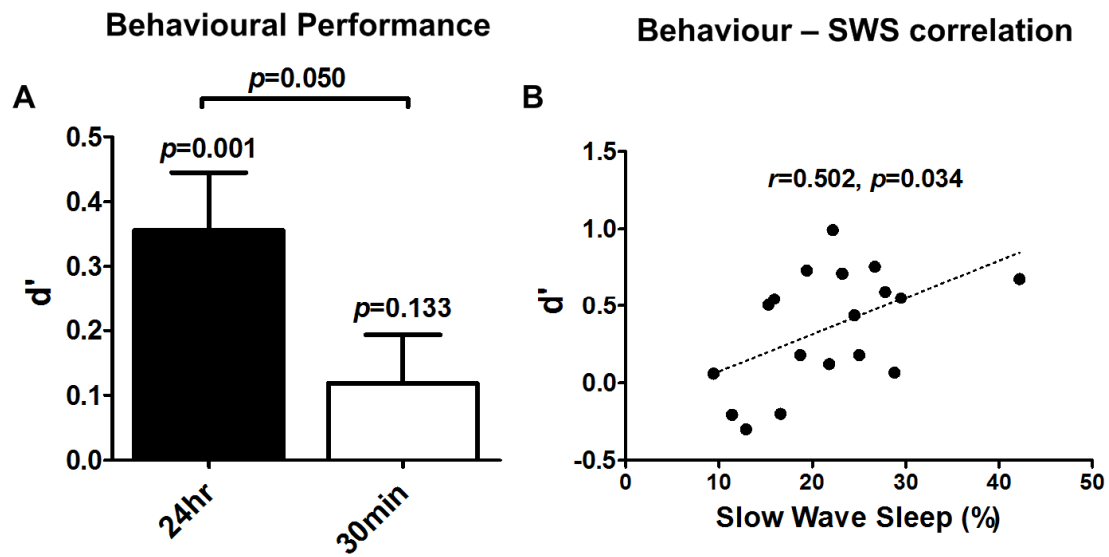 Behavioural Performance
A
p=0.050
p=0.001
p=0.133
d'
0.5
0.4
0.3
0.2
0.1
0.0
24hr
30min
Behaviour – SWS correlation
B
r=0.502, p=0.034
d'
1.5
1.0
0.5
0.0
-0.5
0 10 20 30 40 50
Slow Wave Sleep (%)